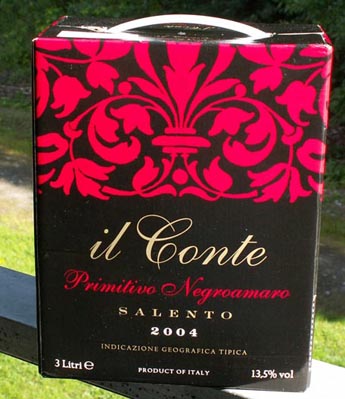 il Conte
Primitivo Negroamaro
SALENTO
2004
INDICAZIONE GEOGRAFICA TIPICA
PRODUCT OF ITALY
3 Litri ℮
13,5% vol